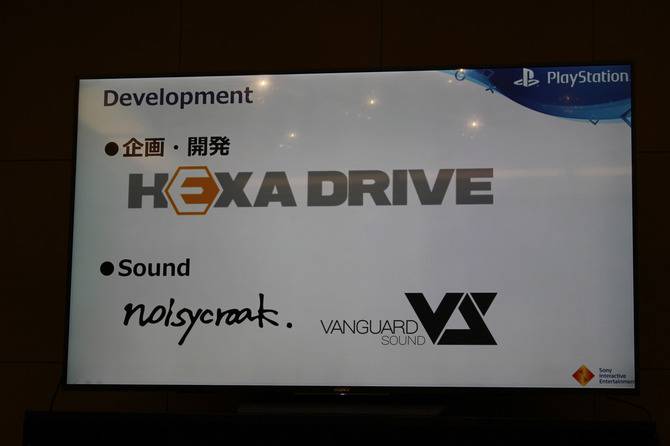 PlayStation
Development
●企画・開発
HEXA DRIVE
●Sound
noisycroak.
VANGUARD
SOUND
VS
Sony
Interactive
Entertainment